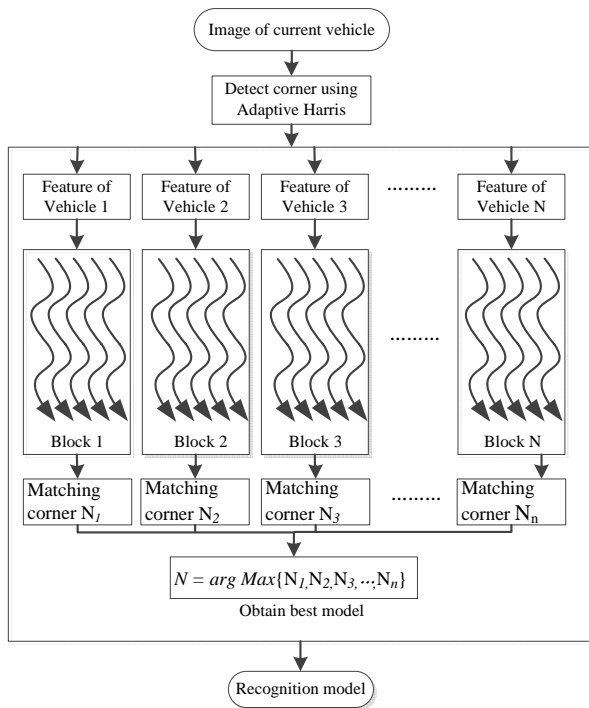 Image of current vehicle
Detect corner using
Adaptive Harris
Feature of
Vehicle 1
Feature of
Vehicle 2
Feature of
Vehicle 3
.........
Feature of
Vehicle N
.........
Block 1
Block 2
Block 3
Block N
Matching
corner N1
Matching
corner N2
Matching
corner N3
.........
Matching
corner Nn
N = arg Max{N1,N2,N3,...,Nn}
Obtain best model
Recognition model